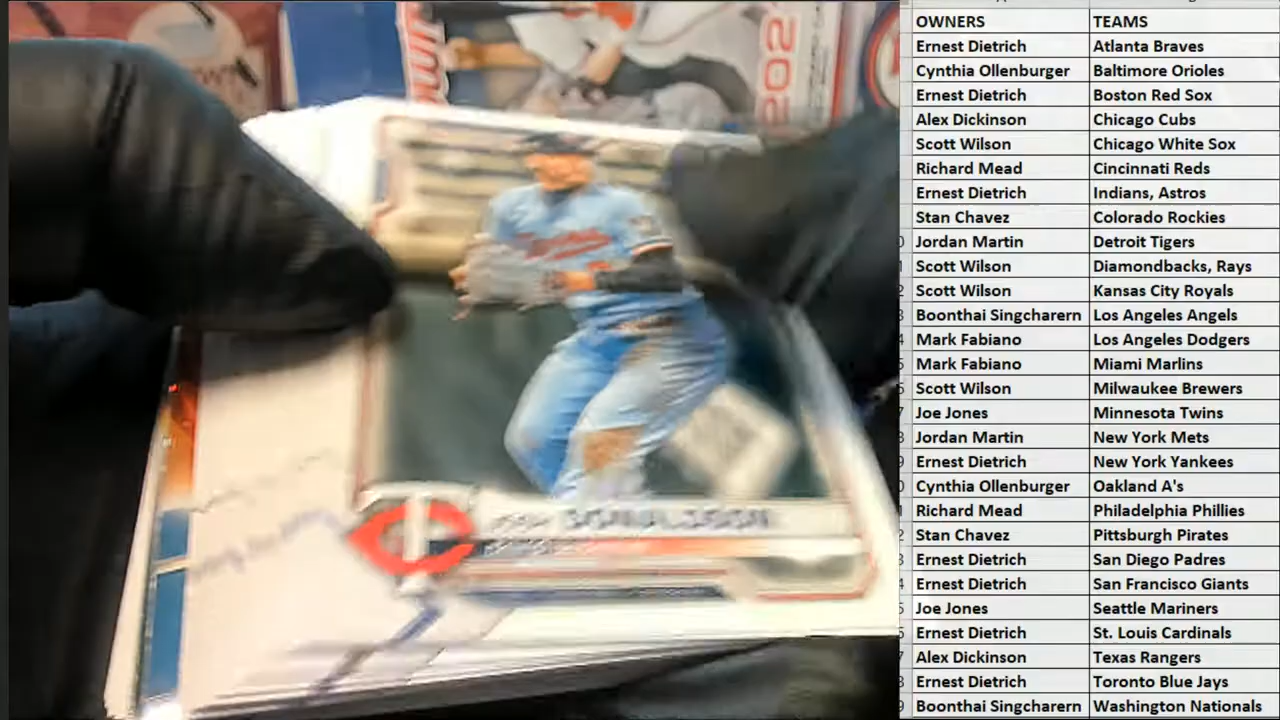 202
DONALDSON
OWNERS TEAMS
Ernest Dietrich Atlanta Braves
Cynthia Ollenburger Baltimore Orioles
Ernest Dietrich Boston Red Sox
Alex Dickinson Chicago Cubs
Scott Wilson Chicago White Sox
Richard Mead Cincinnati Reds
Ernest Dietrich Indians, Astros
Stan Chavez Colorado Rockies
Jordan Martin Detroit Tigers
Scott Wilson Diamondbacks, Rays
Scott Wilson Kansas City Royals
Boonthai Singcharern Los Angeles Angels
Mark Fabiano Los Angeles Dodgers
Mark Fabiano Miami Marlins
Scott Wilson Milwaukee Brewers
Joe Jones Minnesota Twins
Jordan Martin New York Mets
Ernest Dietrich New York Yankees
Cynthia Ollenburger Oakland A's
Richard Mead Philadelphia Phillies
Stan Chavez Pittsburgh Pirates
Ernest Dietrich San Diego Padres
Ernest Dietrich San Francisco Giants
Joe Jones Seattle Mariners
Ernest Dietrich St. Louis Cardinals
Alex Dickinson Texas Rangers
Ernest Dietrich Toronto Blue Jays
Boonthai Singcharern Washington Nationals